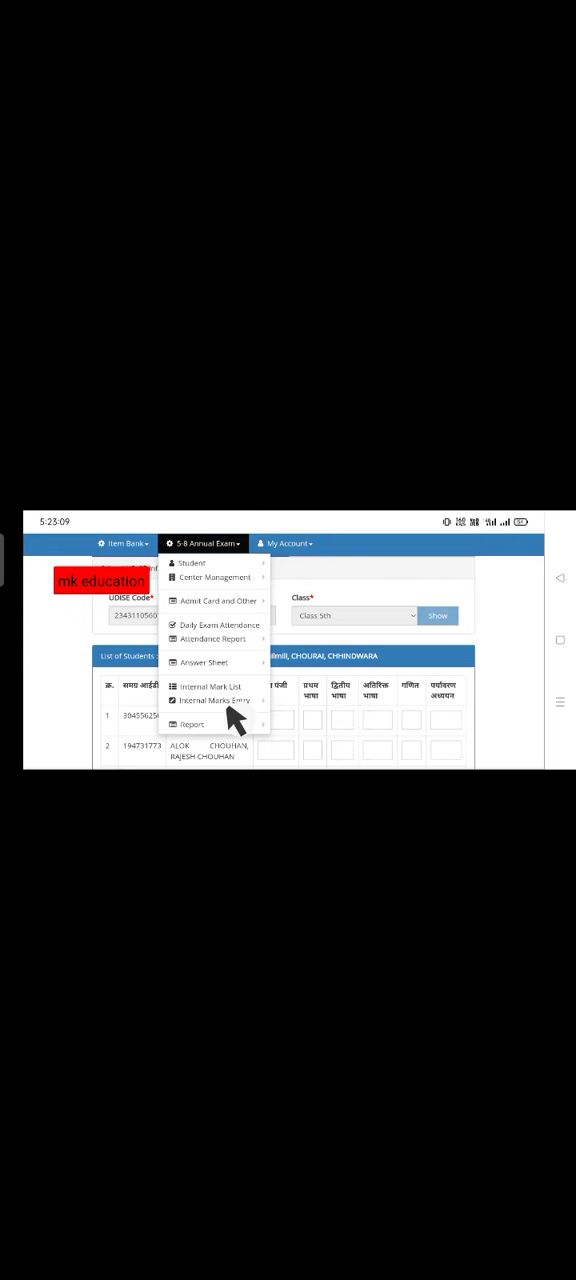 5:23:09
Item Bank
5-8 Annual Exam
My Account
Student
Center Management
mk education
UDISE Code*
Class*
Admit Card and Other
Class 5th
Show
Daily Exam Attendance
Attendance Report
List of Students
CHOURAI, CHHINDWARA
Answer Sheet
Internal Mark List
Internal Marks Entry
Report
क्र.
पंजी
प्रथम भाषा
द्वितीय भाषा
अतिरिक्त भाषा
गणित
पर्यावरण अध्ययन
1
2 194731773 ALOK CHOUHAN,
RAJESH CHOUHAN